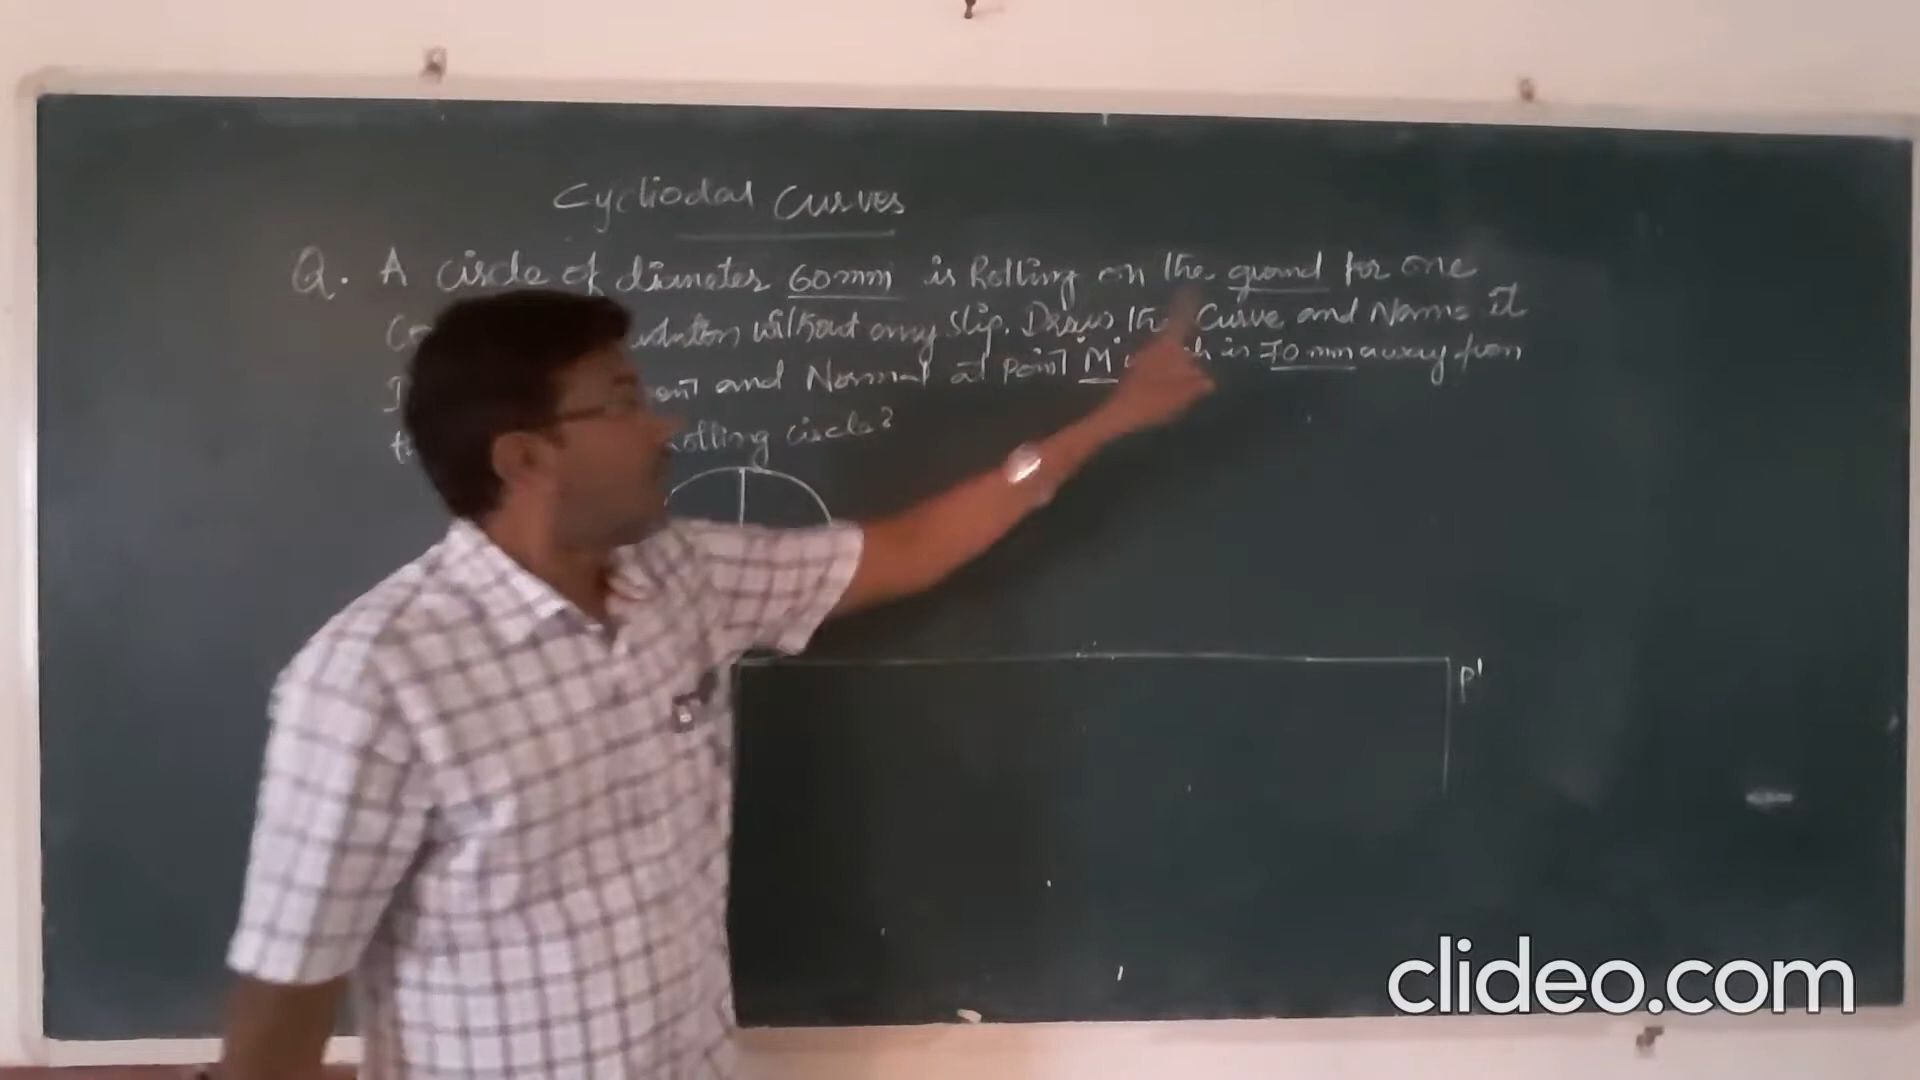 Cycliodal Curves
Q. A circle of diameter 60mm is Rolling on the ground for one
without any slip. Draw the Curve and Name it
and Normal at point "M" is 70 mm away from
rolling circle?
P'
clideo.com